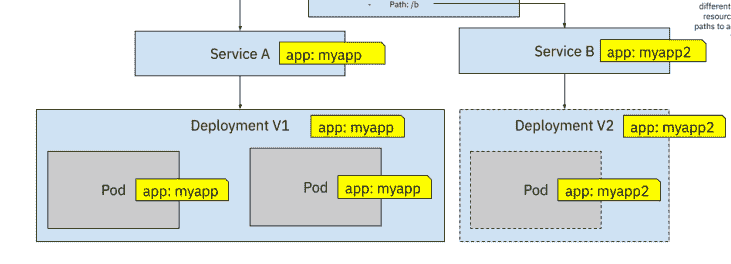 - Path: /b
different
resourc
paths to a
Service A app: myapp
Service B app: myapp2
Deployment V1 app: myapp
Deployment V2 app: myapp2
Pod app: myapp
Pod app: myapp
Pod app: myapp2